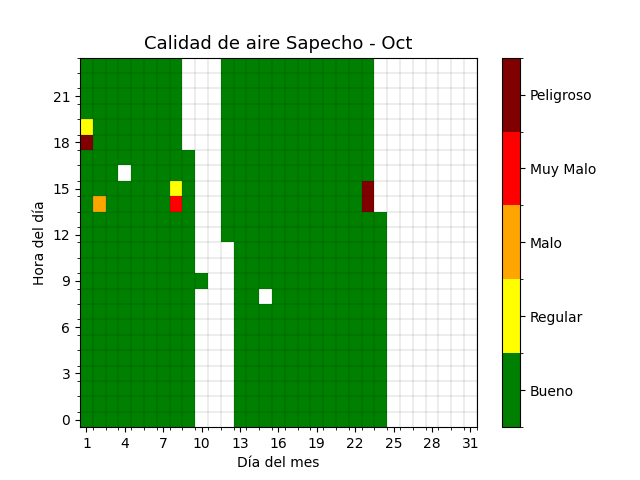 Calidad de aire Sapecho - Oct
21
18
15
12
9
6
3
0
Hora del día
1 4 7 10 13 16 19 22 25 28 31
Día del mes
Peligroso
Muy Malo
Malo
Regular
Bueno